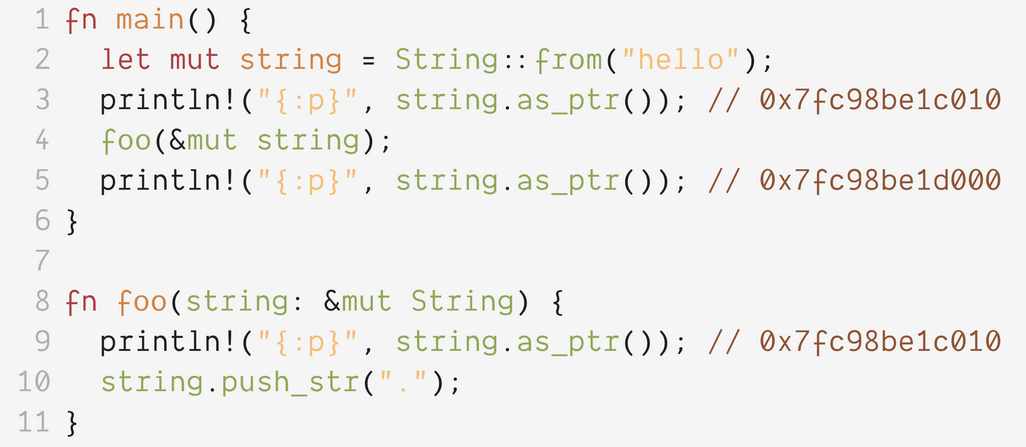 1 fn main() {
2   let mut string = String::from("hello");
3   println!("{:p}", string.as_ptr()); // 0x7fc98be1c010
4   foo(&mut string);
5   println!("{:p}", string.as_ptr()); // 0x7fc98be1d000
6 }
7
8 fn foo(string: &mut String) {
9   println!("{:p}", string.as_ptr()); // 0x7fc98be1c010
10   string.push_str(".");
11 }